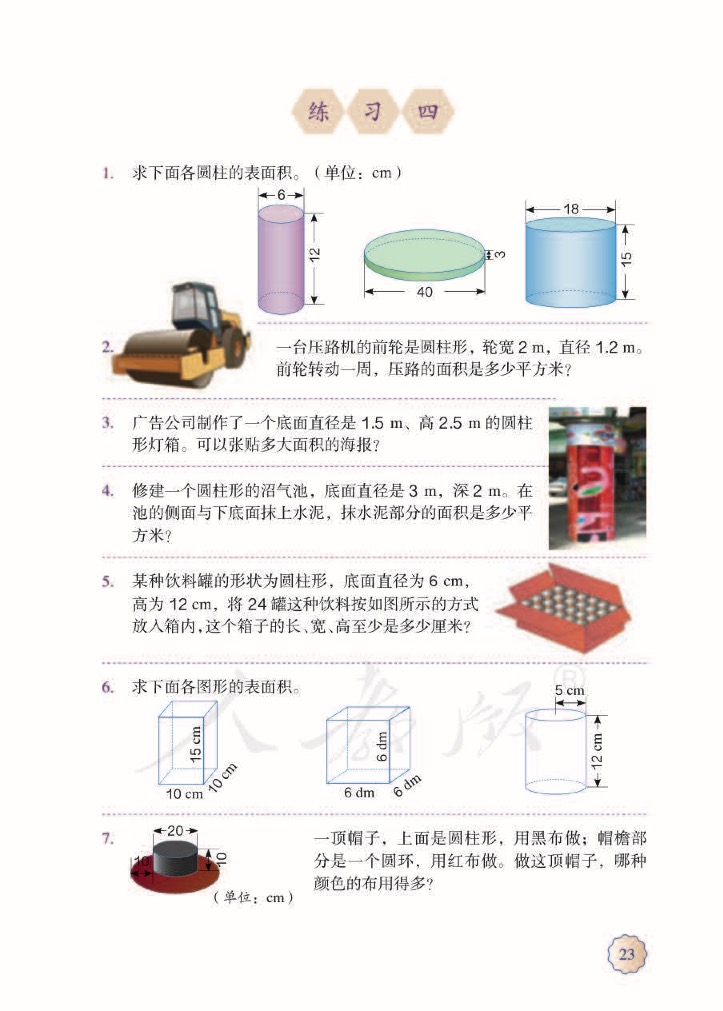 练 习 四
1. 求下面各圆柱的表面积。（单位：cm）
6
12
40
3
18
15
2. 一台压路机的前轮是圆柱形，轮宽 2 m，直径 1.2 m。
前轮转动一周，压路的面积是多少平方米？
3. 广告公司制作了一个底面直径是 1.5 m、高 2.5 m 的圆柱
形灯箱。可以张贴多大面积的海报？
4. 修建一个圆柱形的沼气池，底面直径是 3 m，深 2 m。在
池的侧面与下底面抹上水泥，抹水泥部分的面积是多少平
方米？
5. 某种饮料罐的形状为圆柱形，底面直径为 6 cm，
高为 12 cm，将 24 罐这种饮料按如图所示的方式
放入箱内，这个箱子的长、宽、高至少是多少厘米？
6. 求下面各图形的表面积。
15 cm
10 cm
10 cm
6 dm
6 dm
6 dm
5 cm
12 cm
人教版®
7. 一顶帽子，上面是圆柱形，用黑布做；帽檐部
分是一个圆环，用红布做。做这顶帽子，哪种
颜色的布用得多？
20
10
10
（单位：cm）
23